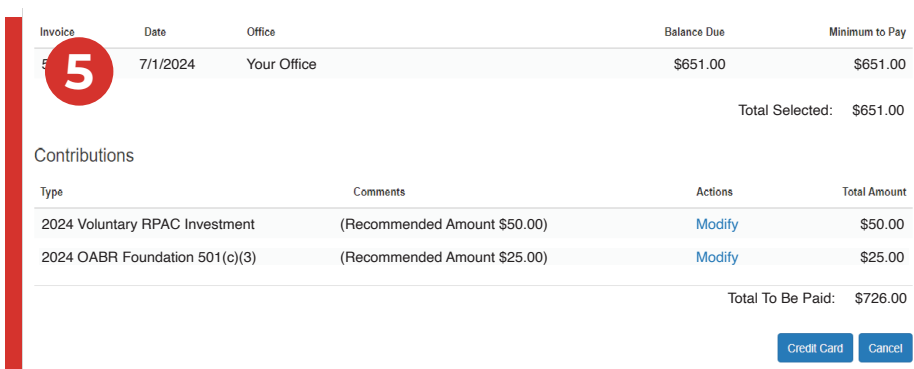 Invoice Date Office Balance Due Minimum to Pay
5 7/1/2024 Your Office $651.00 $651.00
Total Selected: $651.00
Contributions
Type Comments Actions Total Amount
2024 Voluntary RPAC Investment (Recommended Amount $50.00) Modify $50.00
2024 OABR Foundation 501(c)(3) (Recommended Amount $25.00) Modify $25.00
Total To Be Paid: $726.00
Credit Card Cancel